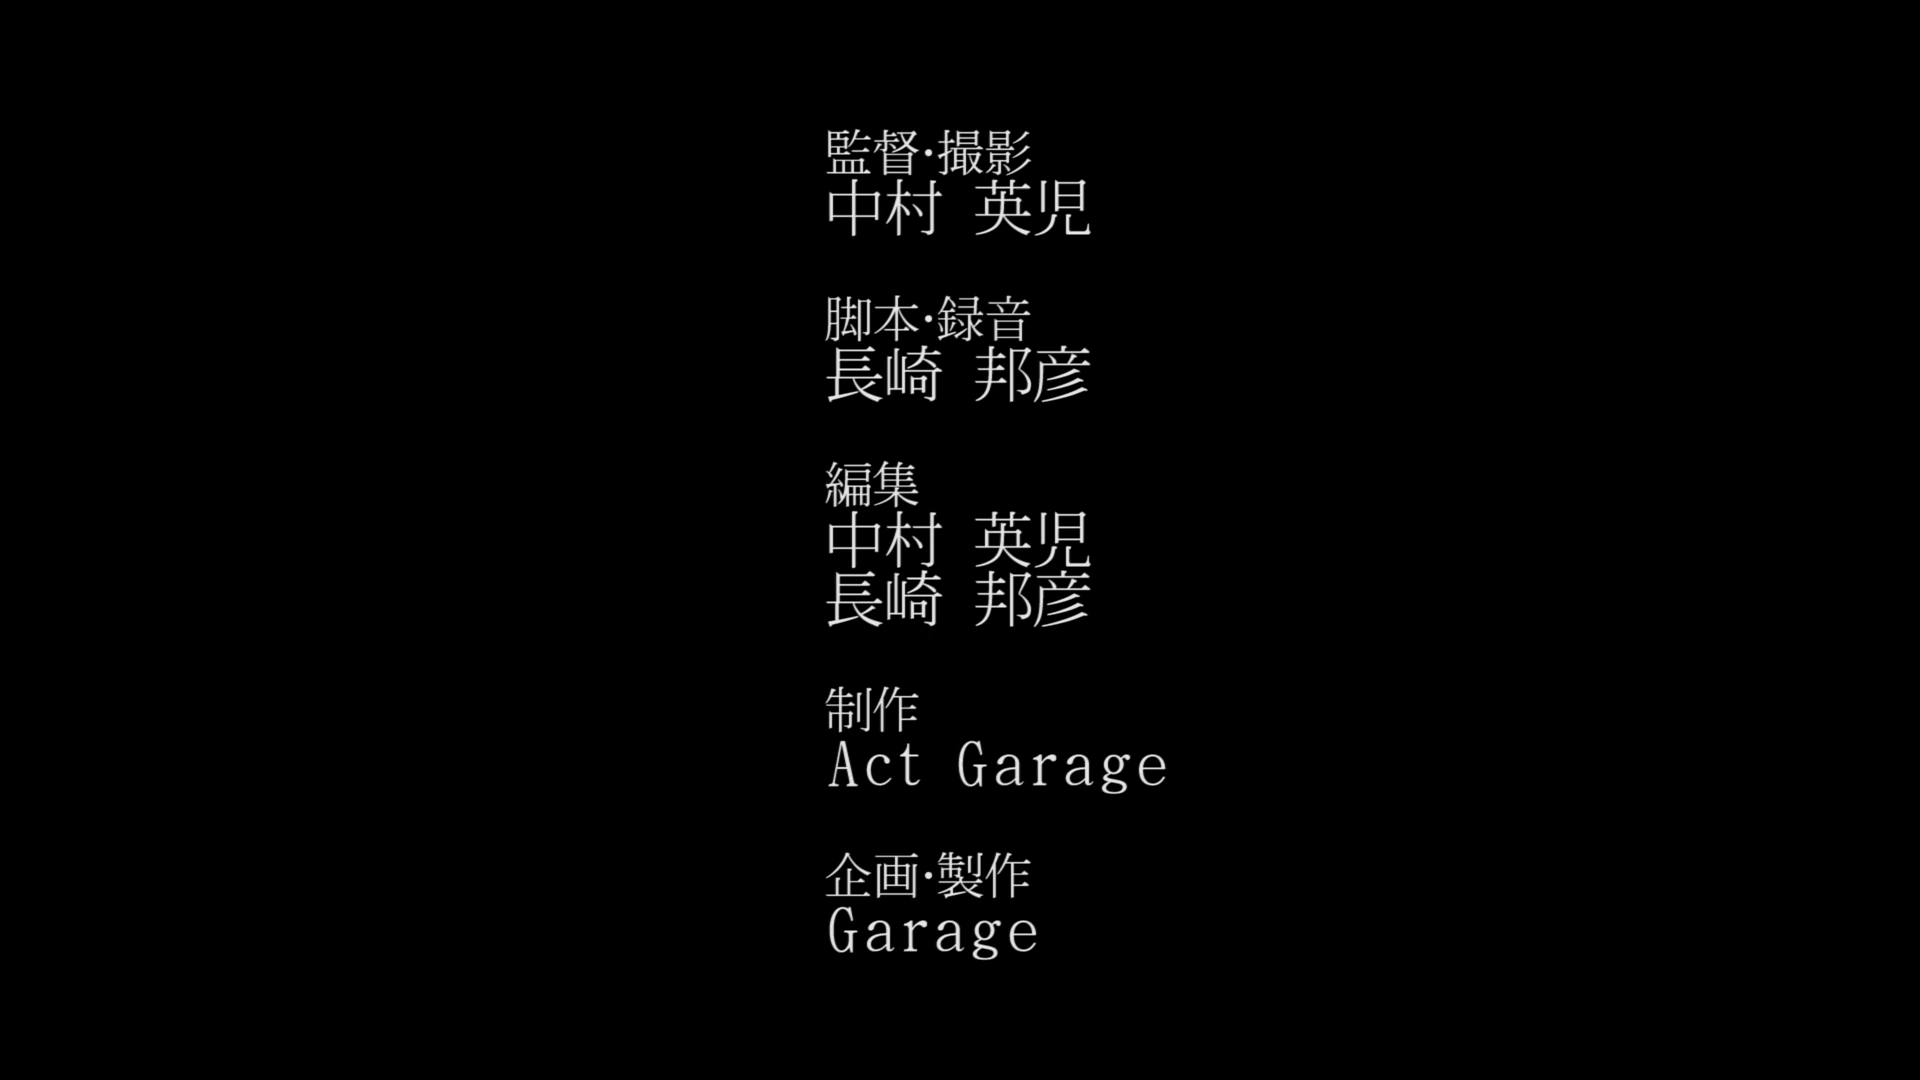 監督・撮影
中村 英児
脚本・録音
長崎 邦彦
編集
中村 英児
長崎 邦彦
制作
Act Garage
企画・製作
Garage